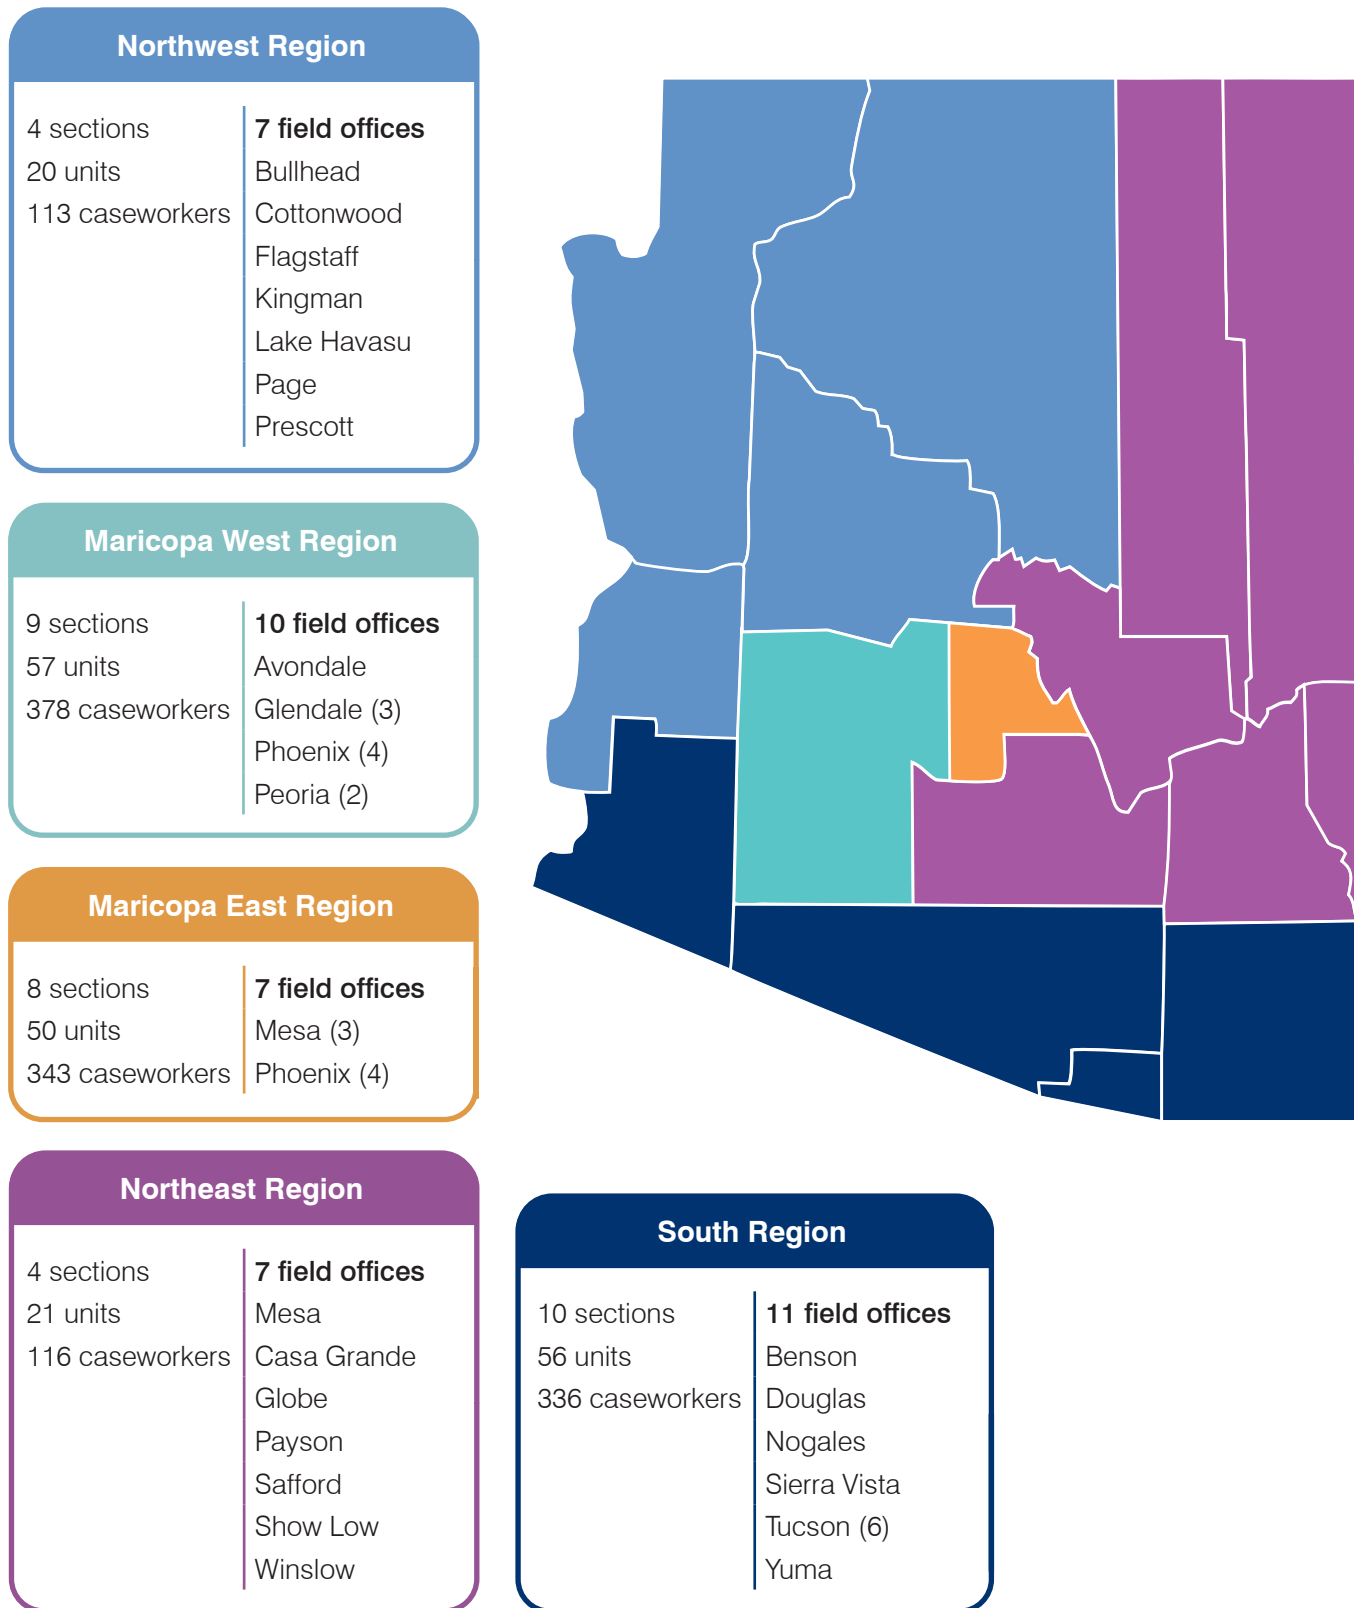 Northwest Region
4 sections
20 units
113 caseworkers
7 field offices
Bullhead
Cottonwood
Flagstaff
Kingman
Lake Havasu
Page
Prescott
Maricopa West Region
9 sections
57 units
378 caseworkers
10 field offices
Avondale
Glendale (3)
Phoenix (4)
Peoria (2)
Maricopa East Region
8 sections
50 units
343 caseworkers
7 field offices
Mesa (3)
Phoenix (4)
Northeast Region
4 sections
21 units
116 caseworkers
7 field offices
Mesa
Casa Grande
Globe
Payson
Safford
Show Low
Winslow
South Region
10 sections
56 units
336 caseworkers
11 field offices
Benson
Douglas
Nogales
Sierra Vista
Tucson (6)
Yuma